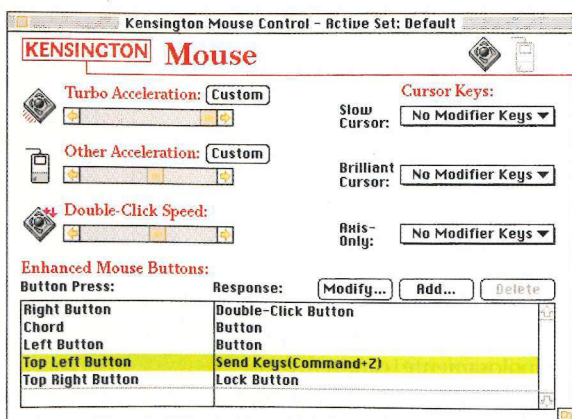 Kensington Mouse Control – Active Set: Default
KENSINGTON Mouse
Turbo Acceleration: Custom
Cursor Keys:
Slow Cursor: No Modifier Keys
Other Acceleration: Custom
Brilliant Cursor: No Modifier Keys
Double-Click Speed:
Axis-Only: No Modifier Keys
Enhanced Mouse Buttons:
Button Press: Response: Modify... Add... Delete
Right Button Double-Click Button
Chord Button
Left Button Button
Top Left Button Send Keys(Command+Z)
Top Right Button Lock Button